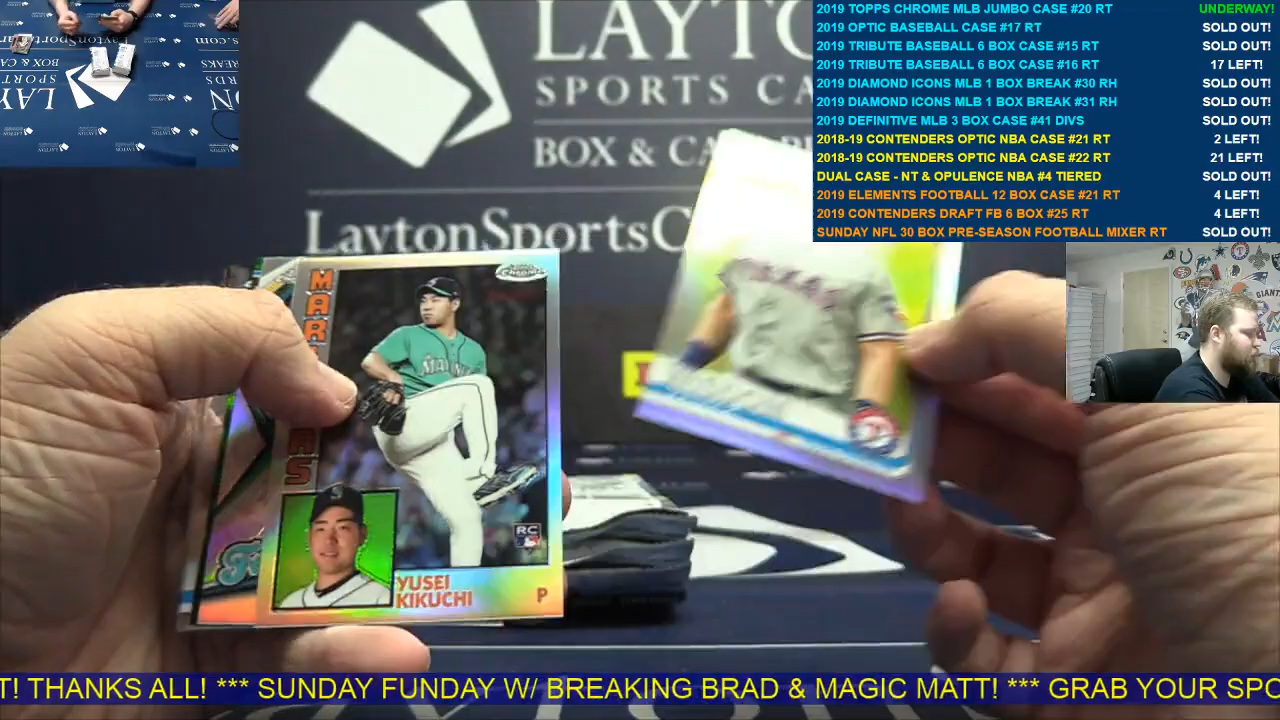 2019 TOPPS CHROME MLB JUMBO CASE #20 RT UNDERWAY!
2019 OPTIC BASEBALL CASE #17 RT SOLD OUT!
2019 TRIBUTE BASEBALL 6 BOX CASE #15 RT SOLD OUT!
2019 TRIBUTE BASEBALL 6 BOX CASE #16 RT 17 LEFT!
2019 DIAMOND ICONS MLB 1 BOX BREAK #30 RH SOLD OUT!
2019 DIAMOND ICONS MLB 1 BOX BREAK #31 RH SOLD OUT!
2019 DEFINITIVE MLB 3 BOX CASE #41 DIVS SOLD OUT!
2018-19 CONTENDERS OPTIC NBA CASE #21 RT 2 LEFT!
2018-19 CONTENDERS OPTIC NBA CASE #22 RT 21 LEFT!
DUAL CASE - NT & OPULENCE NBA #4 TIERED SOLD OUT!
2019 ELEMENTS FOOTBALL 12 BOX CASE #21 RT 4 LEFT!
2019 CONTENDERS DRAFT FB 6 BOX #25 RT 4 LEFT!
SUNDAY NFL 30 BOX PRE-SEASON FOOTBALL MIXER RT SOLD OUT!
LAYTO
SPORTS CA
BOX & CA
LaytonSportsC
Chrome
MAR
RS
RC
YUSEI
KIKUCHI
P
T! THANKS ALL! *** SUNDAY FUNDAY W/ BREAKING BRAD & MAGIC MATT! *** GRAB YOUR SPO